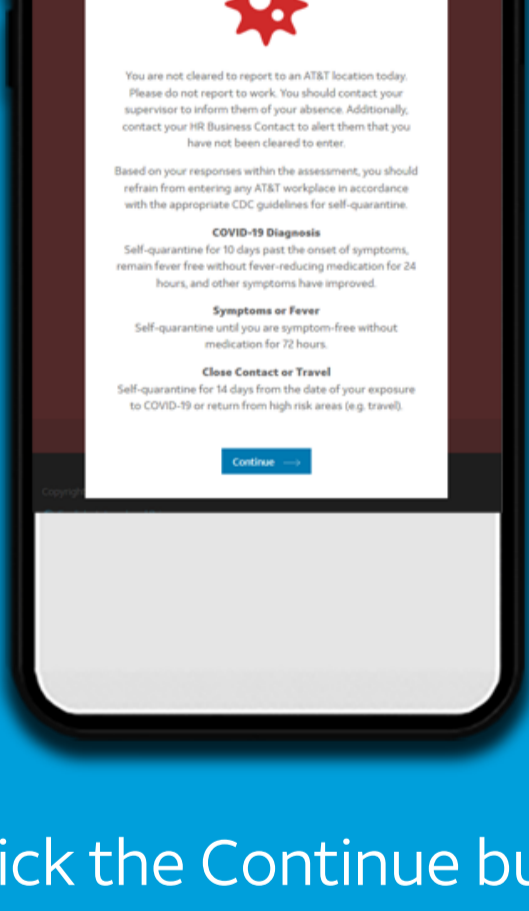 You are not cleared to report to an AT&T location today.
Please do not report to work. You should contact your
supervisor to inform them of your absence. Additionally,
contact your HR Business Contact to alert them that you
have not been cleared to enter.
Based on your responses within the assessment, you should
refrain from entering any AT&T workplace in accordance
with the appropriate CDC guidelines for self-quarantine.
COVID-19 Diagnosis
Self-quarantine for 10 days past the onset of symptoms,
remain fever free without fever-reducing medication for 24
hours, and other symptoms have improved.
Symptoms or Fever
Self-quarantine until you are symptom-free without
medication for 72 hours.
Close Contact or Travel
Self-quarantine for 14 days from the date of your exposure
to COVID-19 or return from high risk areas (e.g. travel).
Continue
Copyright
ick the Continue bu